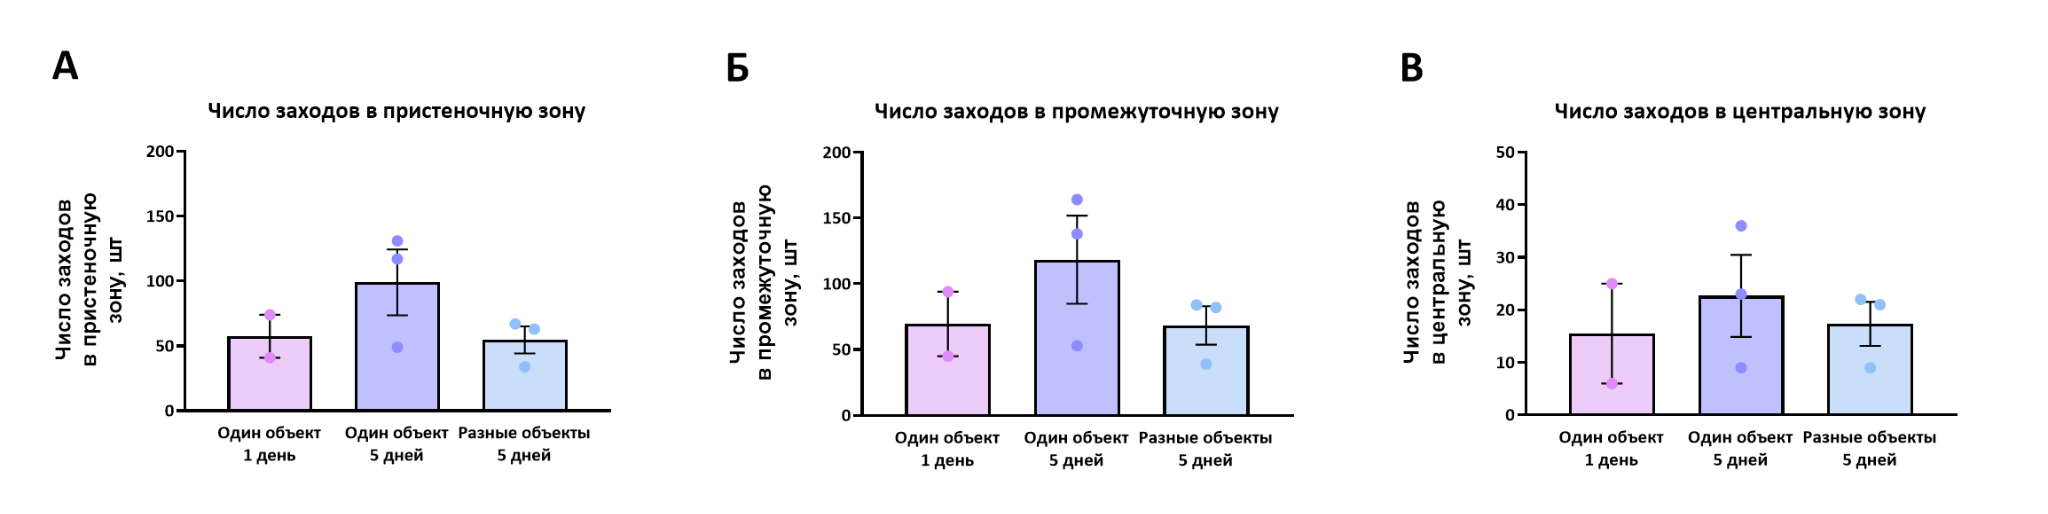 А
Число заходов в пристеночную зону
Число заходов
в пристеночную
зону, шт
200
150
100
50
0
Один объект
1 день
Один объект
5 дней
Разные объекты
5 дней
Б
Число заходов в промежуточную зону
Число заходов
в промежуточную
зону, шт
200
150
100
50
0
Один объект
1 день
Один объект
5 дней
Разные объекты
5 дней
В
Число заходов в центральную зону
Число заходов
в центральную
зону, шт
50
40
30
20
10
0
Один объект
1 день
Один объект
5 дней
Разные объекты
5 дней